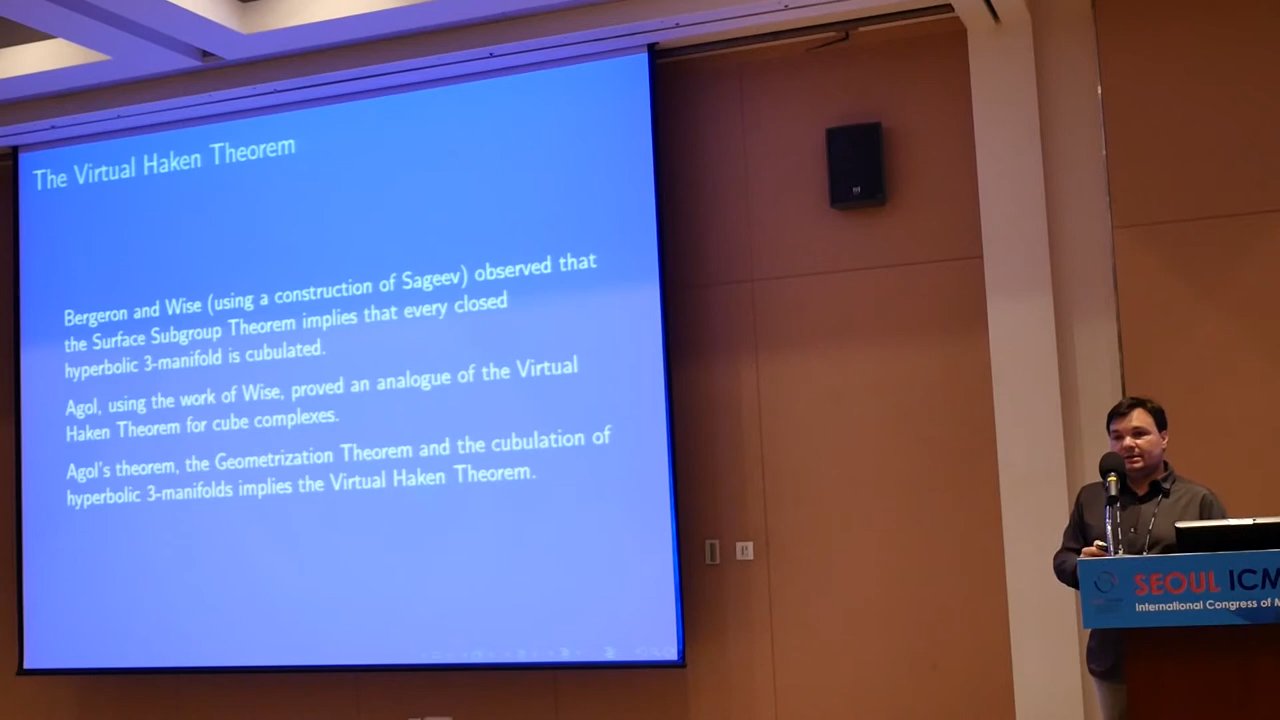 The Virtual Haken Theorem
Bergeron and Wise (using a construction of Sageev) observed that
the Surface Subgroup Theorem implies that every closed
hyperbolic 3-manifold is cubulated.
Agol, using the work of Wise, proved an analogue of the Virtual
Haken Theorem for cube complexes.
Agol's theorem, the Geometrization Theorem and the cubulation of
hyperbolic 3-manifolds implies the Virtual Haken Theorem.
SEOUL ICM
International Congress of M